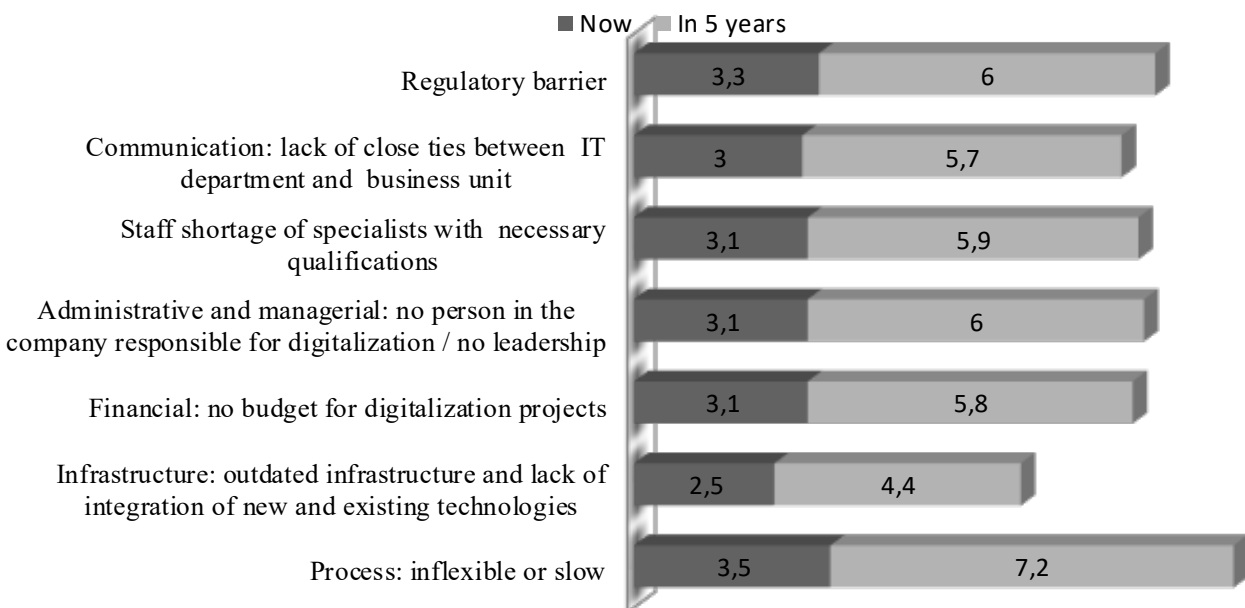 Now In 5 years
Regulatory barrier
3,3 6
Communication: lack of close ties between IT
department and business unit
3 5,7
Staff shortage of specialists with necessary
qualifications
3,1 5,9
Administrative and managerial: no person in the
company responsible for digitalization / no leadership
3,1 6
Financial: no budget for digitalization projects
3,1 5,8
Infrastructure: outdated infrastructure and lack of
integration of new and existing technologies
2,5 4,4
Process: inflexible or slow
3,5 7,2